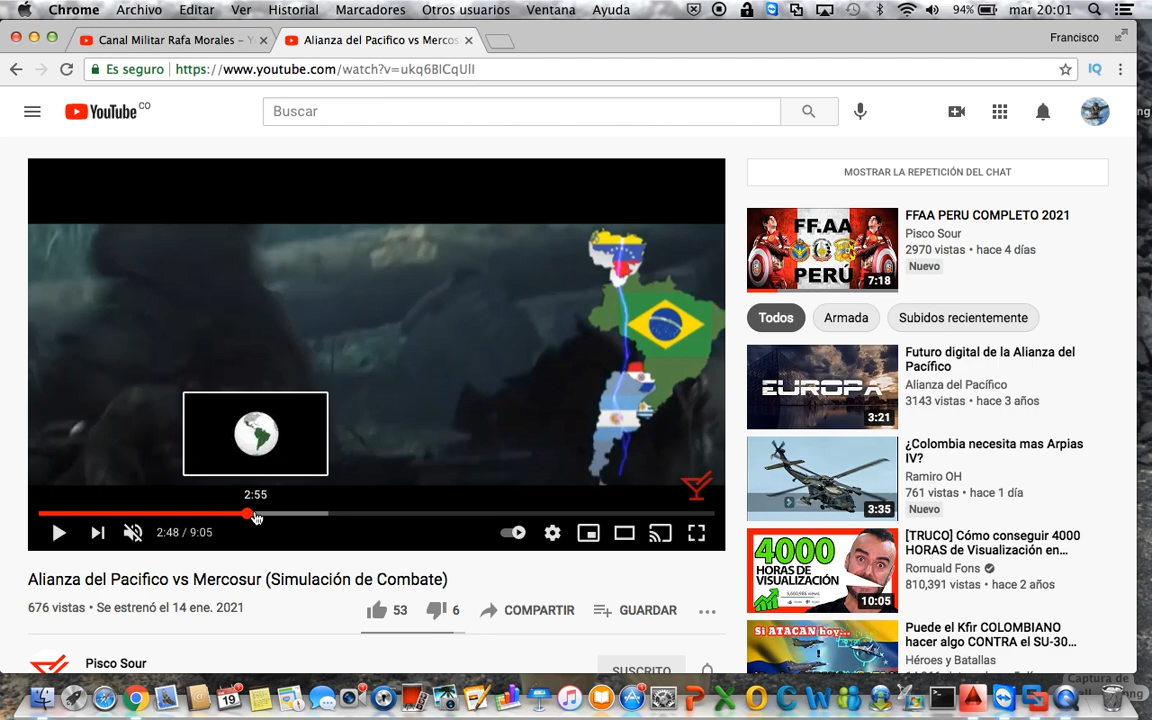 Chrome Archivo Editar Ver Historial Marcadores Otros usuarios Ventana Ayuda 94% mar 20:01
Canal Militar Rafa Morales – Y
Alianza del Pacifico vs Mercos
Francisco
Es seguro https://www.youtube.com/watch?v=ukq6BICqUlI
IQ
YouTube CO
Buscar
MOSTRAR LA REPETICIÓN DEL CHAT
FF.AA
PERÚ
7:18
FFAA PERU COMPLETO 2021
Pisco Sour
2970 vistas • hace 4 días
Nuevo
Todos Armada Subidos recientemente
EUROPA
3:21
Futuro digital de la Alianza del
Pacífico
Alianza del Pacífico
3143 vistas • hace 3 años
3:35
¿Colombia necesita mas Arpias
IV?
Ramiro OH
761 vistas • hace 1 día
Nuevo
4000
HORAS DE
VISUALIZACIÓN
10:05
[TRUCO] Cómo conseguir 4000
HORAS de Visualización en...
Romuald Fons
810,391 vistas • hace 2 años
Si ATACAN hoy...
Puede el Kfir COLOMBIANO
hacer algo CONTRA el SU-30...
Héroes y Batallas
2:55
2:48 / 9:05
Alianza del Pacifico vs Mercosur (Simulación de Combate)
676 vistas • Se estrenó el 14 ene. 2021
53 6 COMPARTIR GUARDAR
Pisco Sour
SUSCRITO
Captura de
19